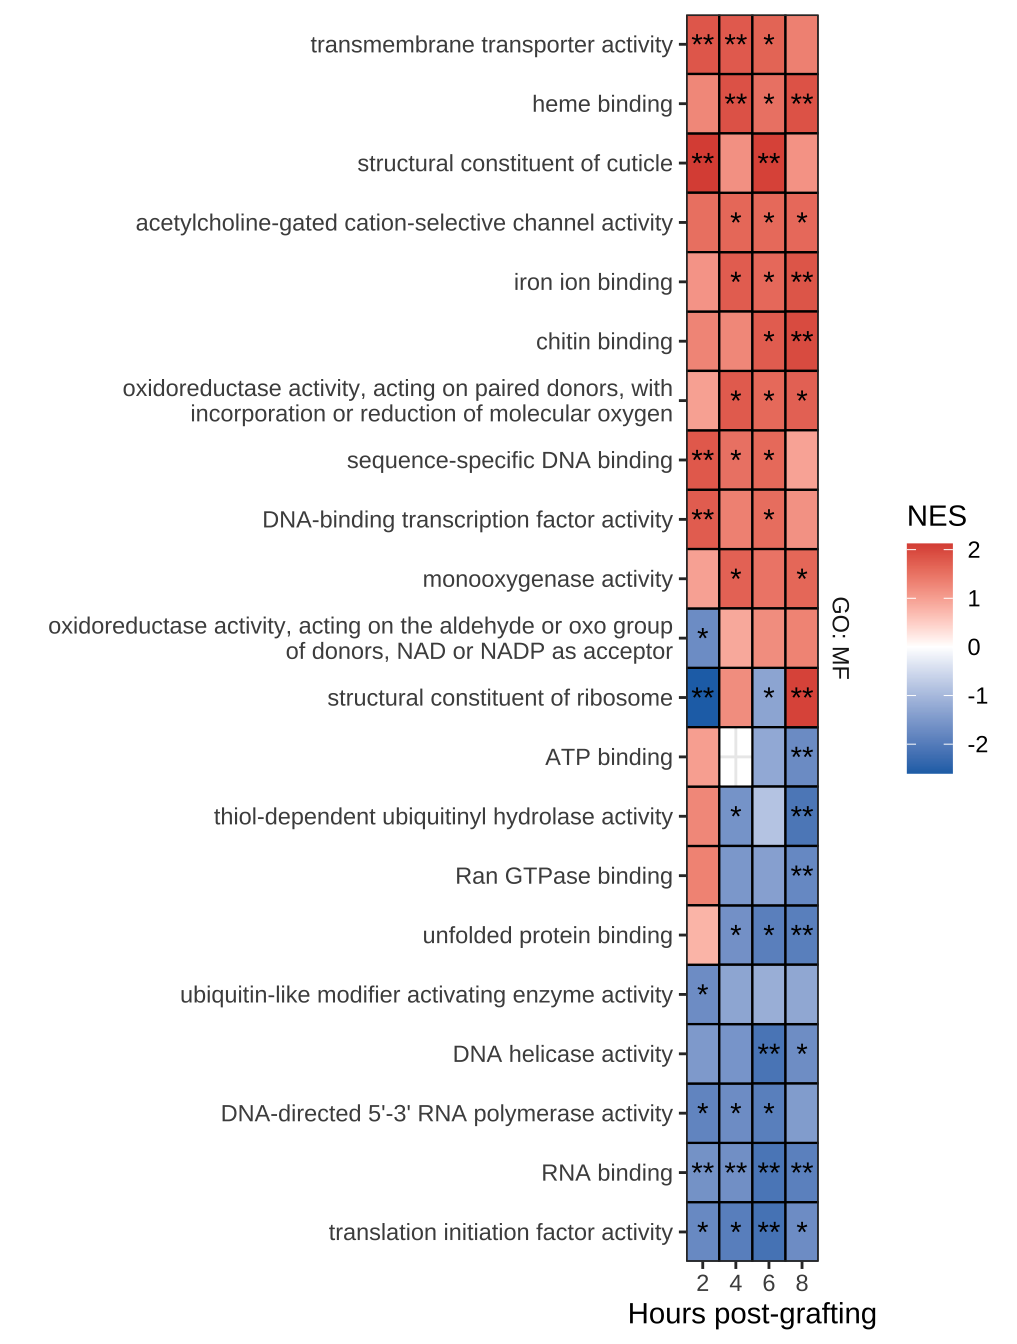 transmembrane transporter activity
** ** *
heme binding
** * **
structural constituent of cuticle
** **
acetylcholine-gated cation-selective channel activity
* * *
iron ion binding
* * **
chitin binding
* **
oxidoreductase activity, acting on paired donors, with
incorporation or reduction of molecular oxygen
* * *
sequence-specific DNA binding
** * *
DNA-binding transcription factor activity
** *
monooxygenase activity
* *
oxidoreductase activity, acting on the aldehyde or oxo group
of donors, NAD or NADP as acceptor
*
structural constituent of ribosome
** * **
ATP binding
**
thiol-dependent ubiquitinyl hydrolase activity
* **
Ran GTPase binding
**
unfolded protein binding
* * **
ubiquitin-like modifier activating enzyme activity
*
DNA helicase activity
** *
DNA-directed 5'-3' RNA polymerase activity
* * *
RNA binding
** ** ** **
translation initiation factor activity
* * ** *
2 4 6 8
Hours post-grafting
GO: MF
NES
2
1
0
-1
-2